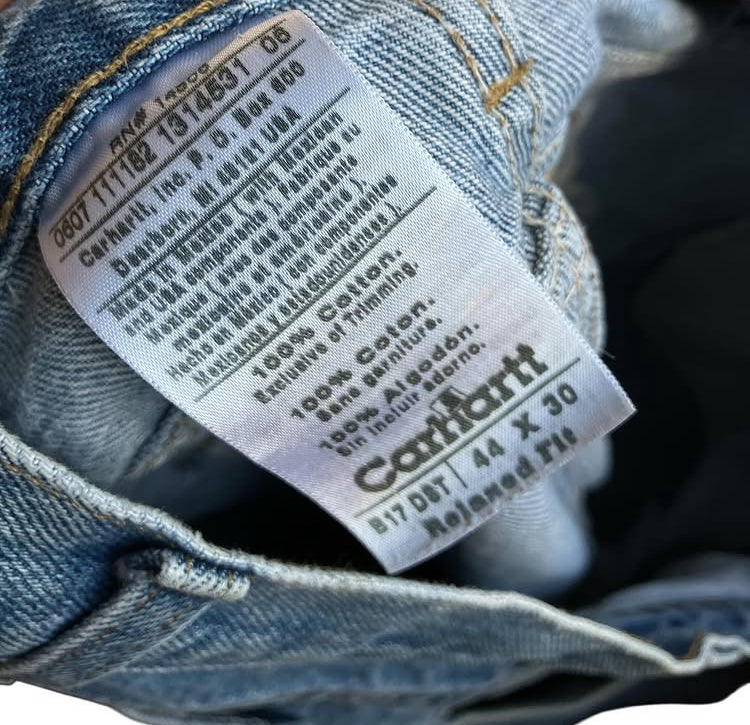 RN# 14806
0607 111182 1314531 06
Carhartt, Inc. P. O. Box 600
Dearborn, MI 48121 USA
Made in Mexico ( with Mexican
and USA components ). Fabriqué au
Mexique ( avec des composants
mexicains et américains ).
Hecho en México ( con componentes
Mexicanos y estadounidenses ).
100% Cotton.
Exclusive of Trimming.
100% Coton.
Sans garniture.
100% Algodón.
Sin incluir adorno.
Carhartt
B17 DST | 44 X 30
Relaxed Fit